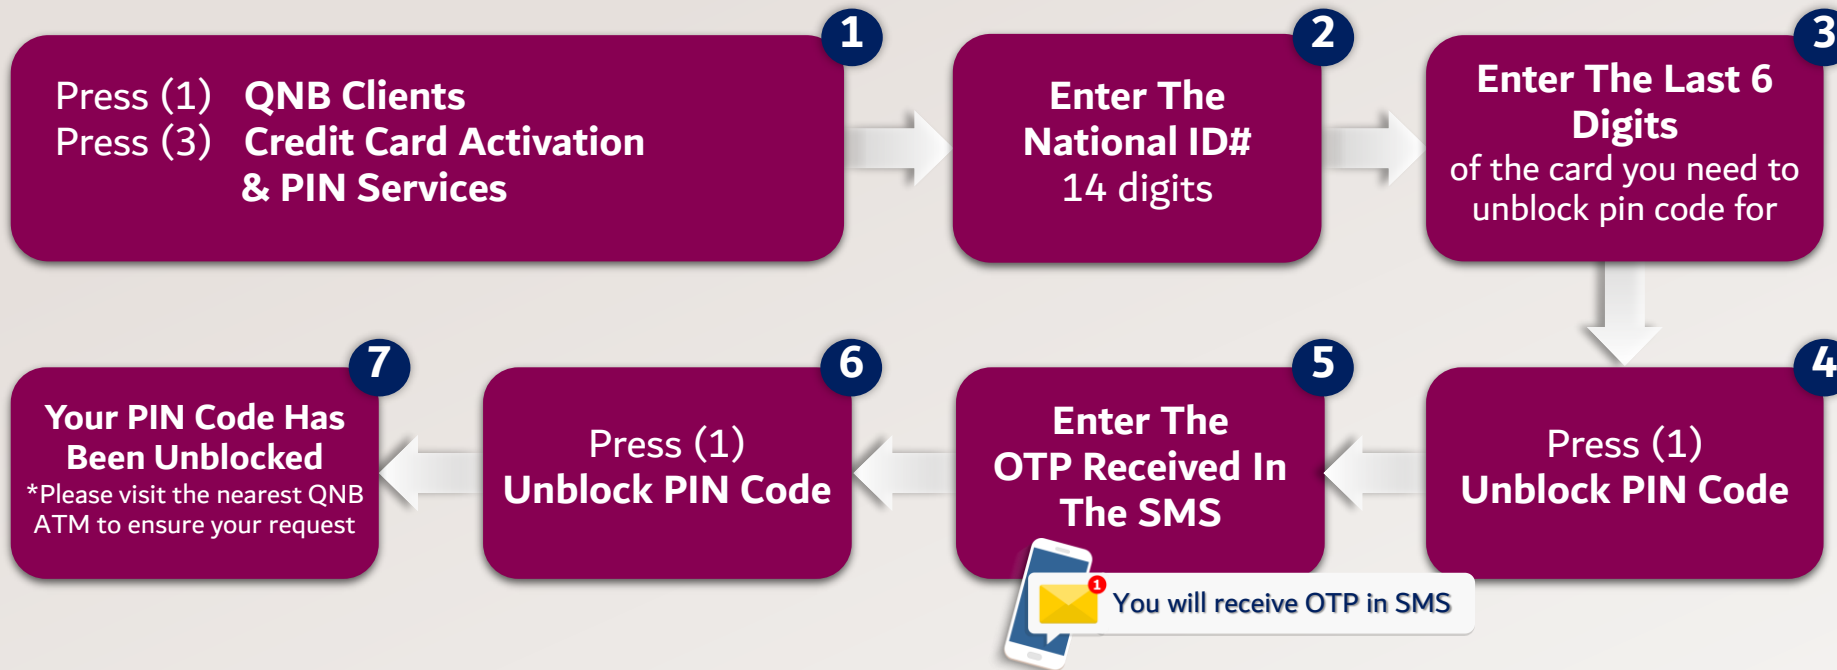 1
Press (1) QNB Clients
Press (3) Credit Card Activation
& PIN Services
2
Enter The
National ID#
14 digits
3
Enter The Last 6
Digits
of the card you need to
unblock pin code for
4
Press (1)
Unblock PIN Code
5
Enter The
OTP Received In
The SMS
1
You will receive OTP in SMS
6
Press (1)
Unblock PIN Code
7
Your PIN Code Has
Been Unblocked
*Please visit the nearest QNB
ATM to ensure your request